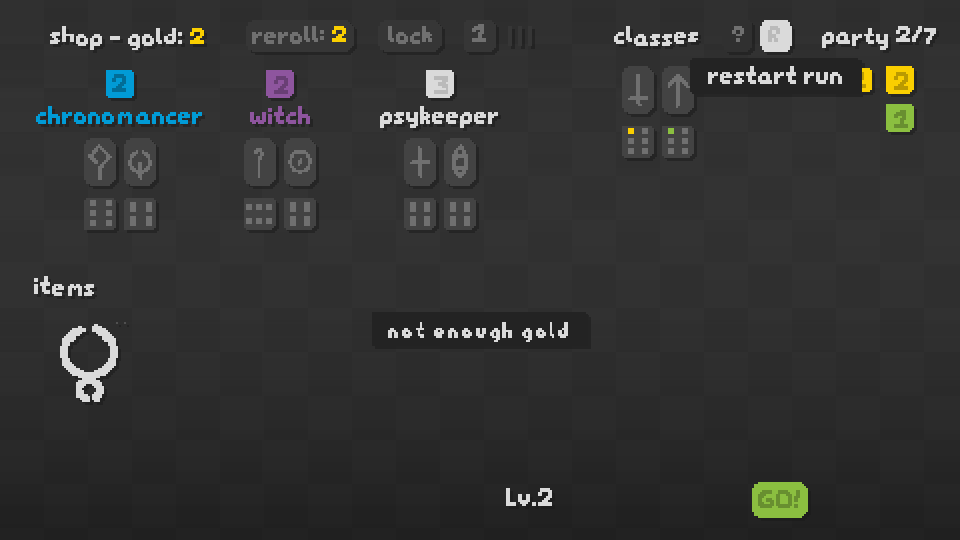 shop - gold: 2
reroll: 2
lock
1
classes
?
R
party 2/7
restart run
2
2
3
2
1
chronomancer
witch
psykeeper
items
not enough gold
Lv.2
GO!